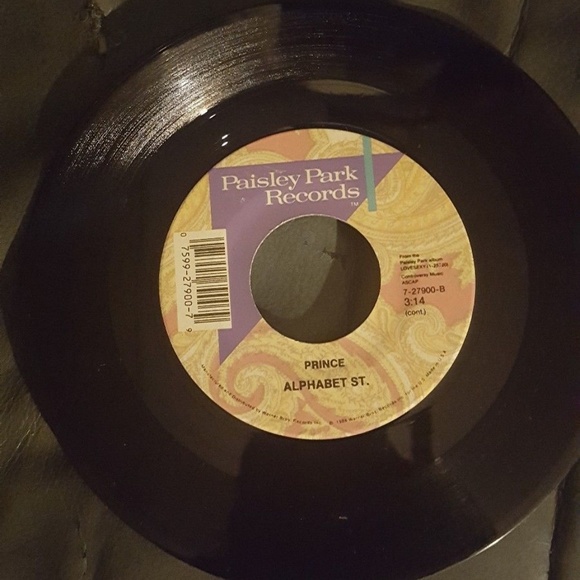 Paisley Park
Records
TM
0 7599-27900-7 9
From the
Paisley Park album
Controversy Music
ASCAP
7-27900-B
3:14
(cont.)
PRINCE
ALPHABET ST.